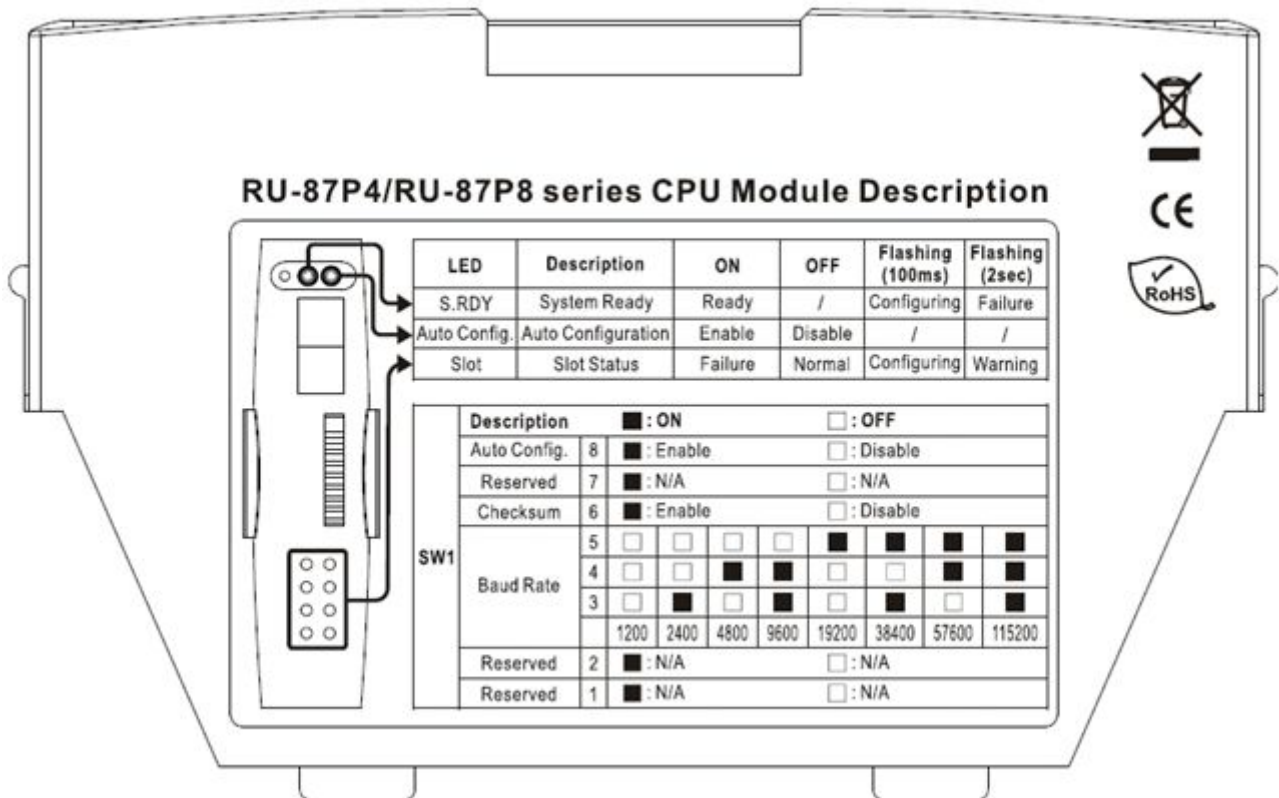 RU-87P4/RU-87P8 series CPU Module Description
LED Description ON OFF Flashing (100ms) Flashing (2sec)
S.RDY System Ready Ready / Configuring Failure
Auto Config. Auto Configuration Enable Disable / /
Slot Slot Status Failure Normal Configuring Warning
SW1
Description ■ : ON □ : OFF
Auto Config. 8 ■ : Enable □ : Disable
Reserved 7 ■ : N/A □ : N/A
Checksum 6 ■ : Enable □ : Disable
Baud Rate
5 □ □ □ □ ■ ■ ■ ■
4 □ □ ■ ■ □ □ ■ ■
3 □ ■ □ ■ □ ■ □ ■
1200 2400 4800 9600 19200 38400 57600 115200
Reserved 2 ■ : N/A □ : N/A
Reserved 1 ■ : N/A □ : N/A
CE
RoHS